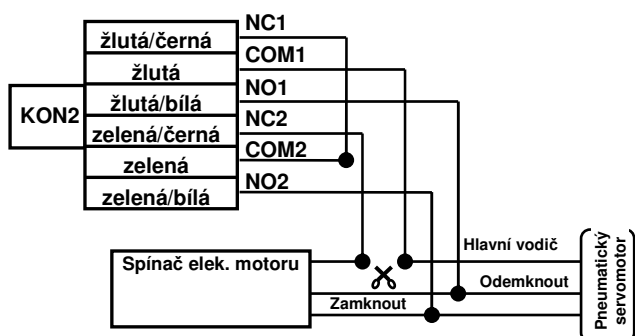 NC1
žlutá/černá
COM1
žlutá
NO1
KON2
žlutá/bílá
NC2
zelená/černá
COM2
zelená
NO2
zelená/bílá
Spínač elek. motoru
Hlavní vodič
Odemknout
Zamknout
Pneumatický
servomotor